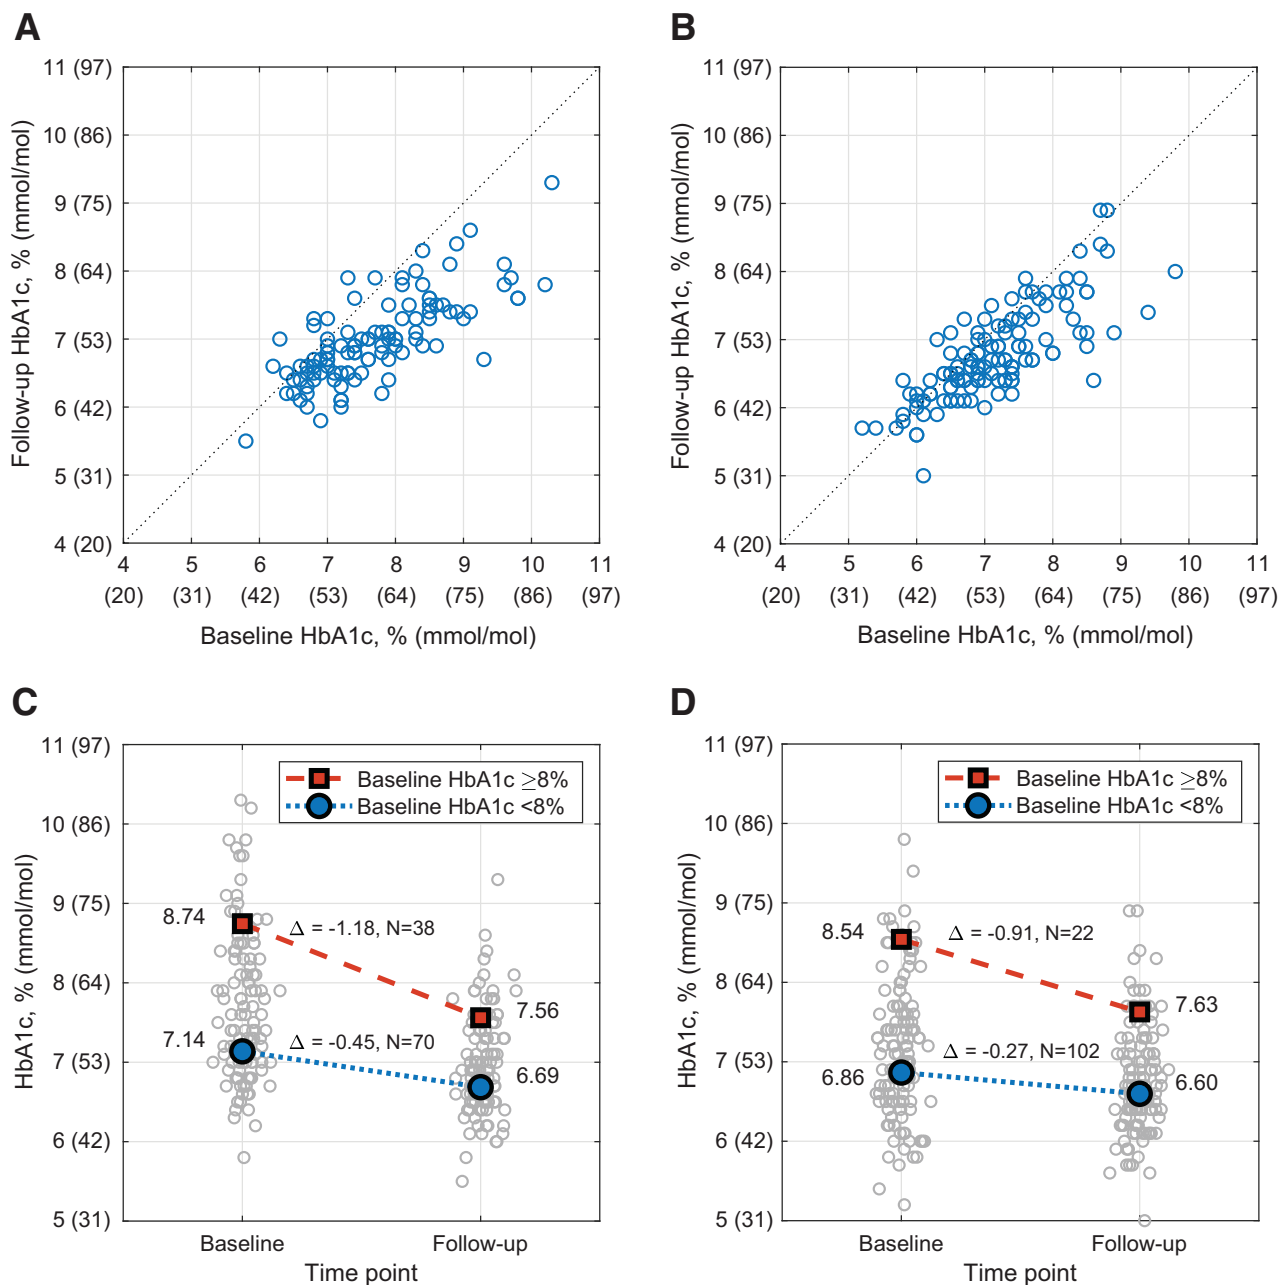 A
Follow-up HbA1c, % (mmol/mol)
11 (97)
10 (86)
9 (75)
8 (64)
7 (53)
6 (42)
5 (31)
4 (20)
4 5 6 7 8 9 10 11
(20) (31) (42) (53) (64) (75) (86) (97)
Baseline HbA1c, % (mmol/mol)
B
Follow-up HbA1c, % (mmol/mol)
11 (97)
10 (86)
9 (75)
8 (64)
7 (53)
6 (42)
5 (31)
4 (20)
4 5 6 7 8 9 10 11
(20) (31) (42) (53) (64) (75) (86) (97)
Baseline HbA1c, % (mmol/mol)
C
HbA1c, % (mmol/mol)
11 (97)
10 (86)
9 (75)
8 (64)
7 (53)
6 (42)
5 (31)
Baseline HbA1c ≥8%
Baseline HbA1c <8%
8.74
Δ = -1.18, N=38
7.56
7.14
Δ = -0.45, N=70
6.69
Baseline Follow-up
Time point
D
HbA1c, % (mmol/mol)
11 (97)
10 (86)
9 (75)
8 (64)
7 (53)
6 (42)
5 (31)
Baseline HbA1c ≥8%
Baseline HbA1c <8%
8.54
Δ = -0.91, N=22
7.63
6.86
Δ = -0.27, N=102
6.60
Baseline Follow-up
Time point